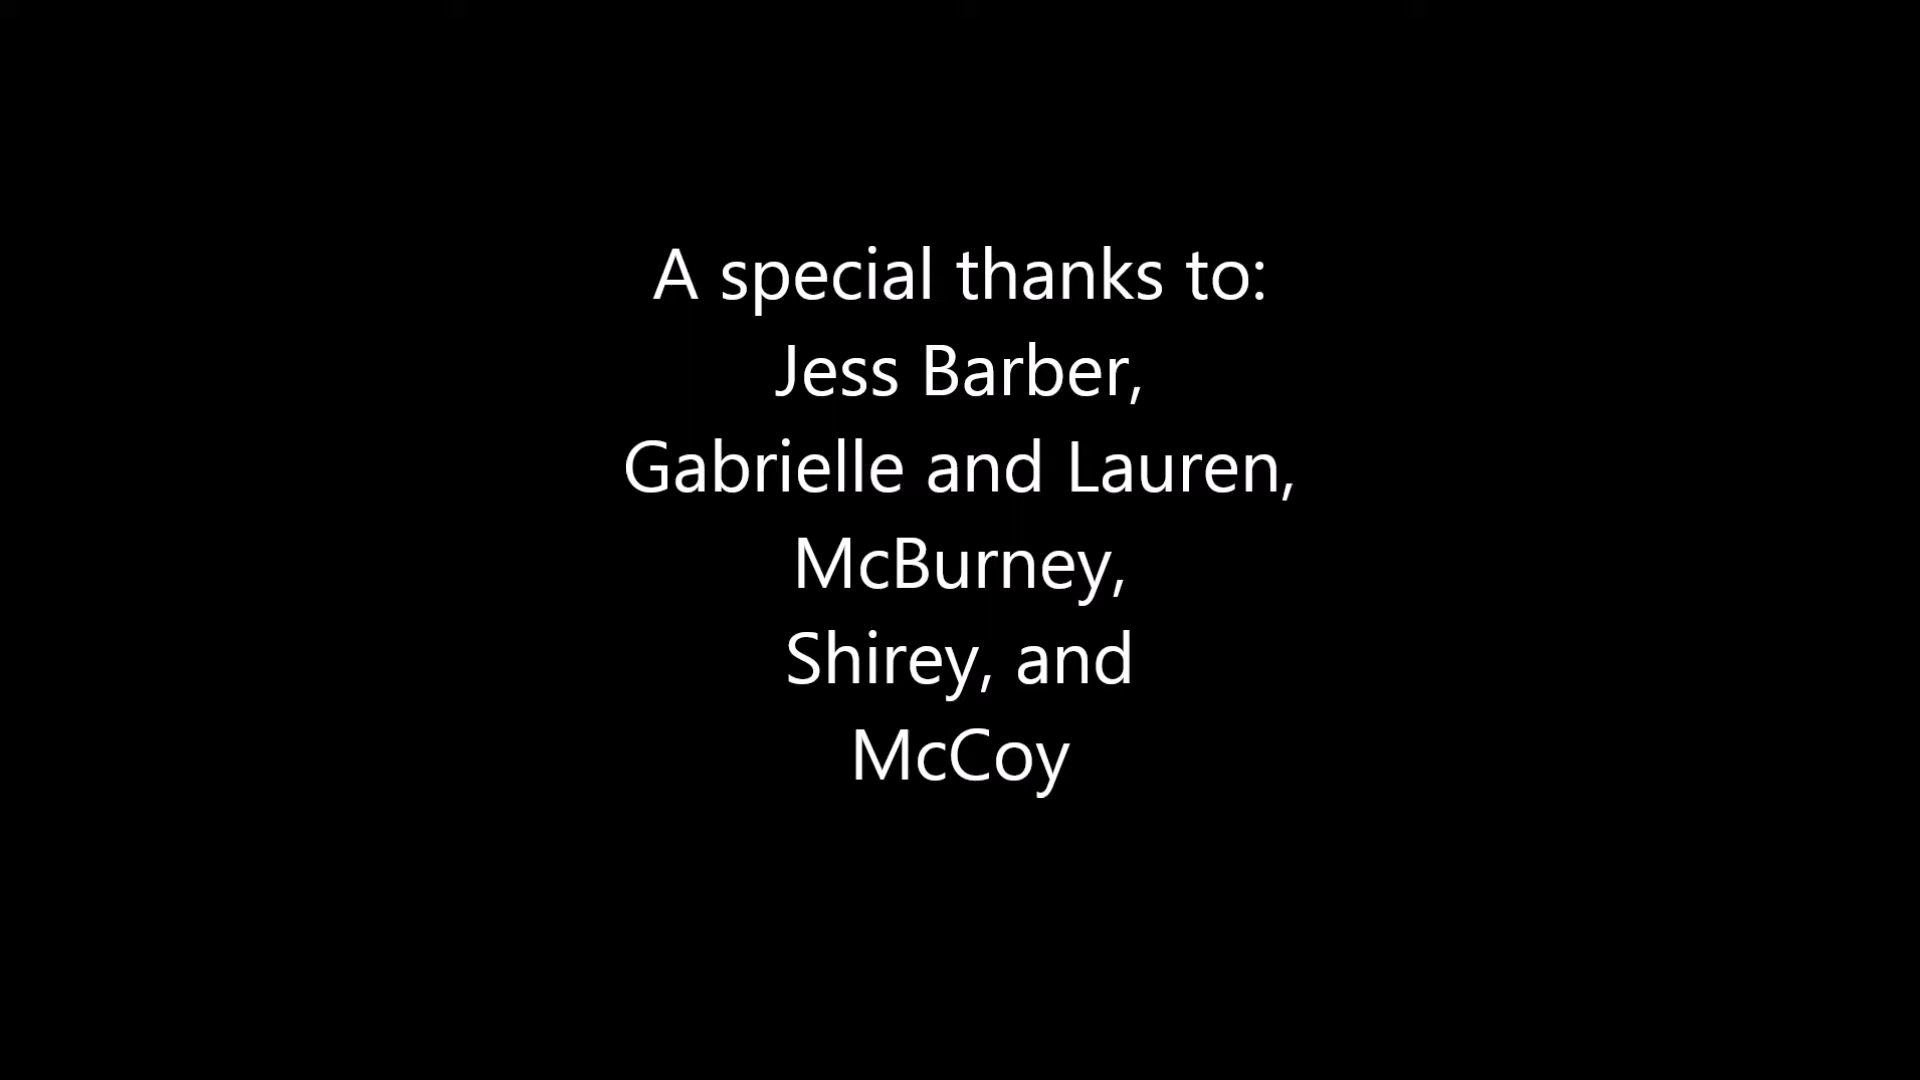 A special thanks to:
Jess Barber,
Gabrielle and Lauren,
McBurney,
Shirey, and
McCoy